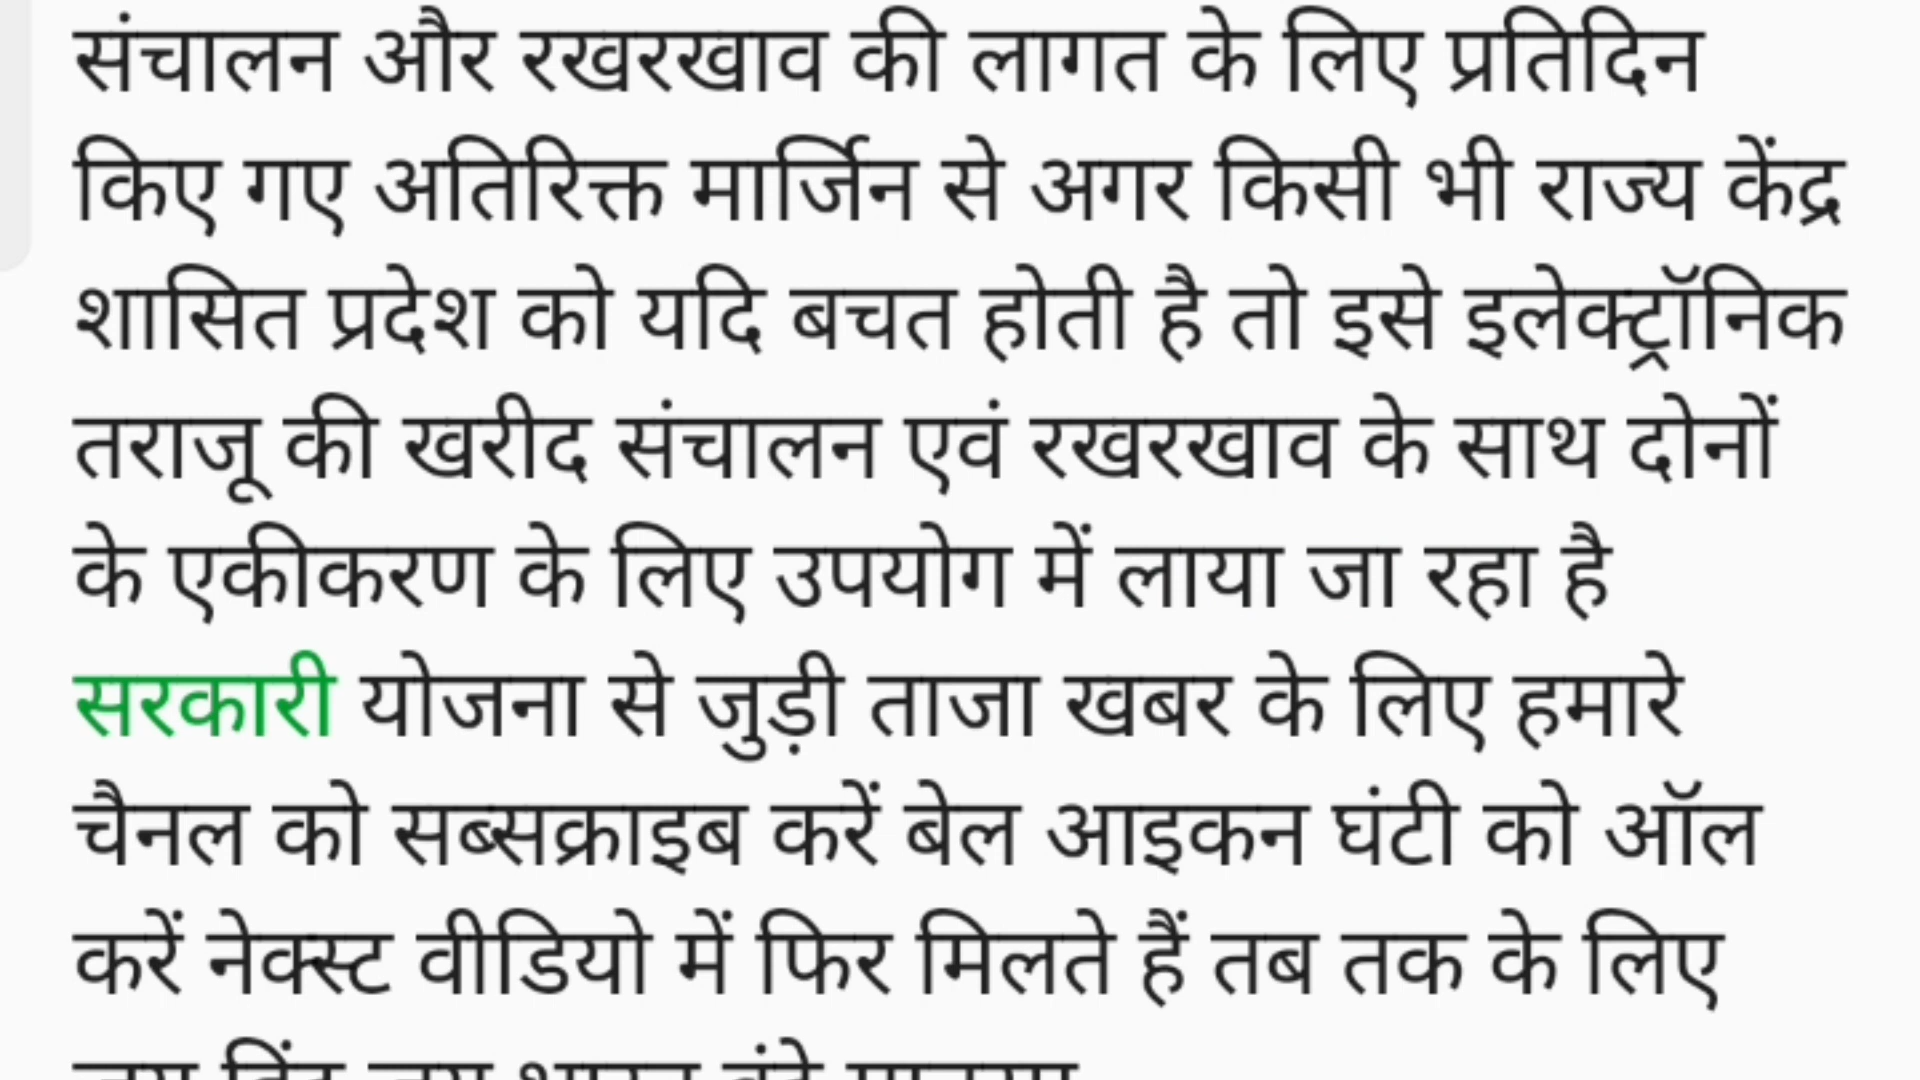 संचालन और रखरखाव की लागत के लिए प्रतिदिन
किए गए अतिरिक्त मार्जिन से अगर किसी भी राज्य केंद्र
शासित प्रदेश को यदि बचत होती है तो इसे इलेक्ट्रॉनिक
तराजू की खरीद संचालन एवं रखरखाव के साथ दोनों
के एकीकरण के लिए उपयोग में लाया जा रहा है
सरकारी योजना से जुड़ी ताजा खबर के लिए हमारे
चैनल को सब्सक्राइब करें बेल आइकन घंटी को ऑल
करें नेक्स्ट वीडियो में फिर मिलते हैं तब तक के लिए